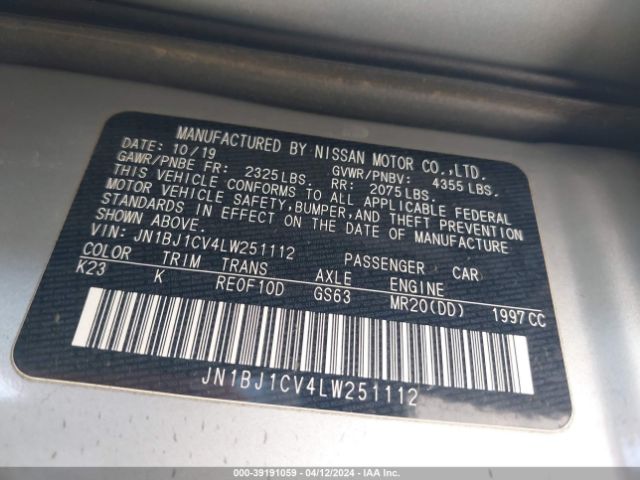 MANUFACTURED BY NISSAN MOTOR CO.,LTD.
DATE: 10/19 GVWR/PNBV: 4355 LBS.
GAWR/PNBE FR: 2325LBS. RR: 2075LBS.
THIS VEHICLE CONFORMS TO ALL APPLICABLE FEDERAL
MOTOR VEHICLE SAFETY,BUMPER,AND THEFT PREVENTION
STANDARDS IN EFFECT ON THE DATE OF MANUFACTURE
SHOWN ABOVE.
VIN: JN1BJ1CV4LW251112 PASSENGER CAR
COLOR TRIM TRANS AXLE ENGINE
K23 K RE0F10D GS63 MR20(DD) 1997CC
JN1BJ1CV4LW251112
000-39191059 - 04/12/2024 - IAA Inc.